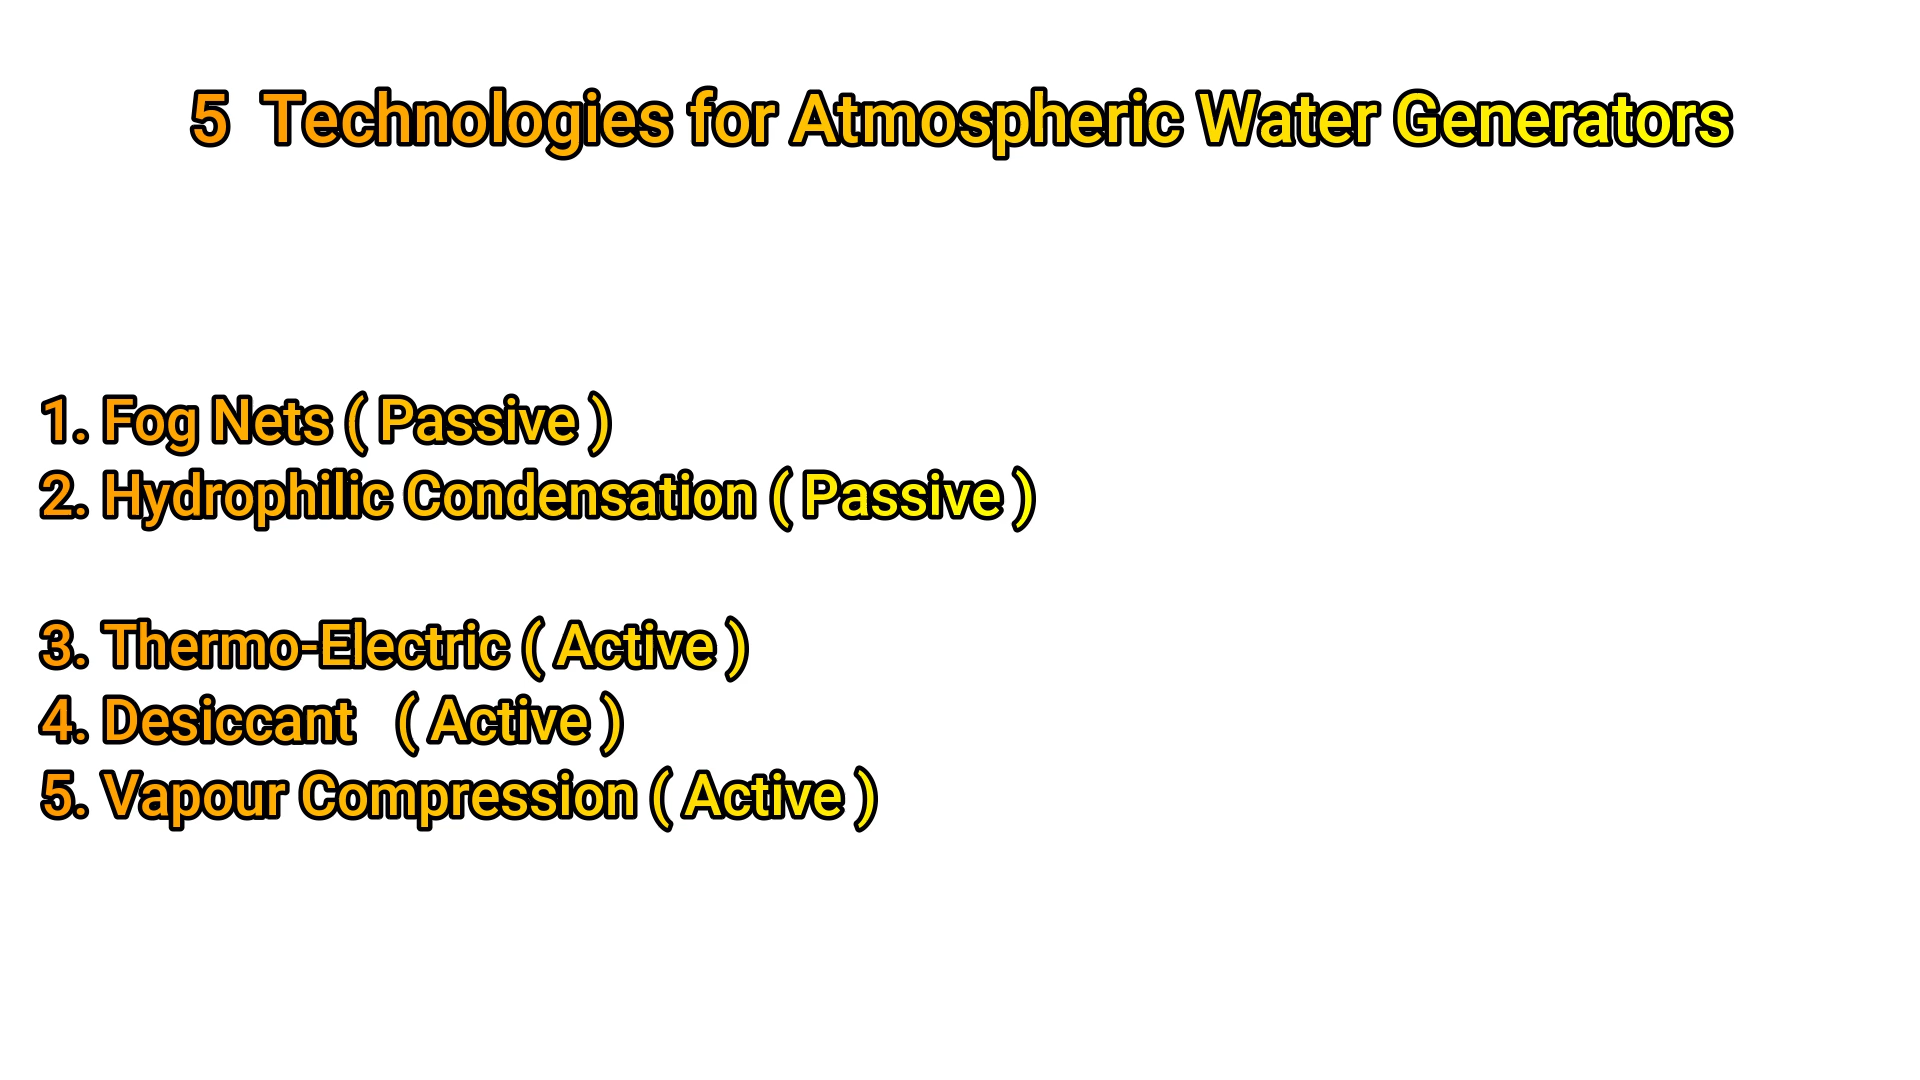 5 Technologies for Atmospheric Water Generators
1. Fog Nets ( Passive )
2. Hydrophilic Condensation ( Passive )
3. Thermo-Electric ( Active )
4. Desiccant ( Active )
5. Vapour Compression ( Active )